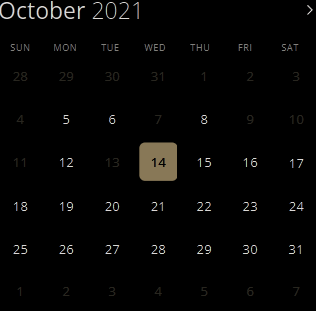 October 2021
SUN MON TUE WED THU FRI SAT
28 29 30 31 1 2 3
4 5 6 7 8 9 10
11 12 13 14 15 16 17
18 19 20 21 22 23 24
25 26 27 28 29 30 31
1 2 3 4 5 6 7